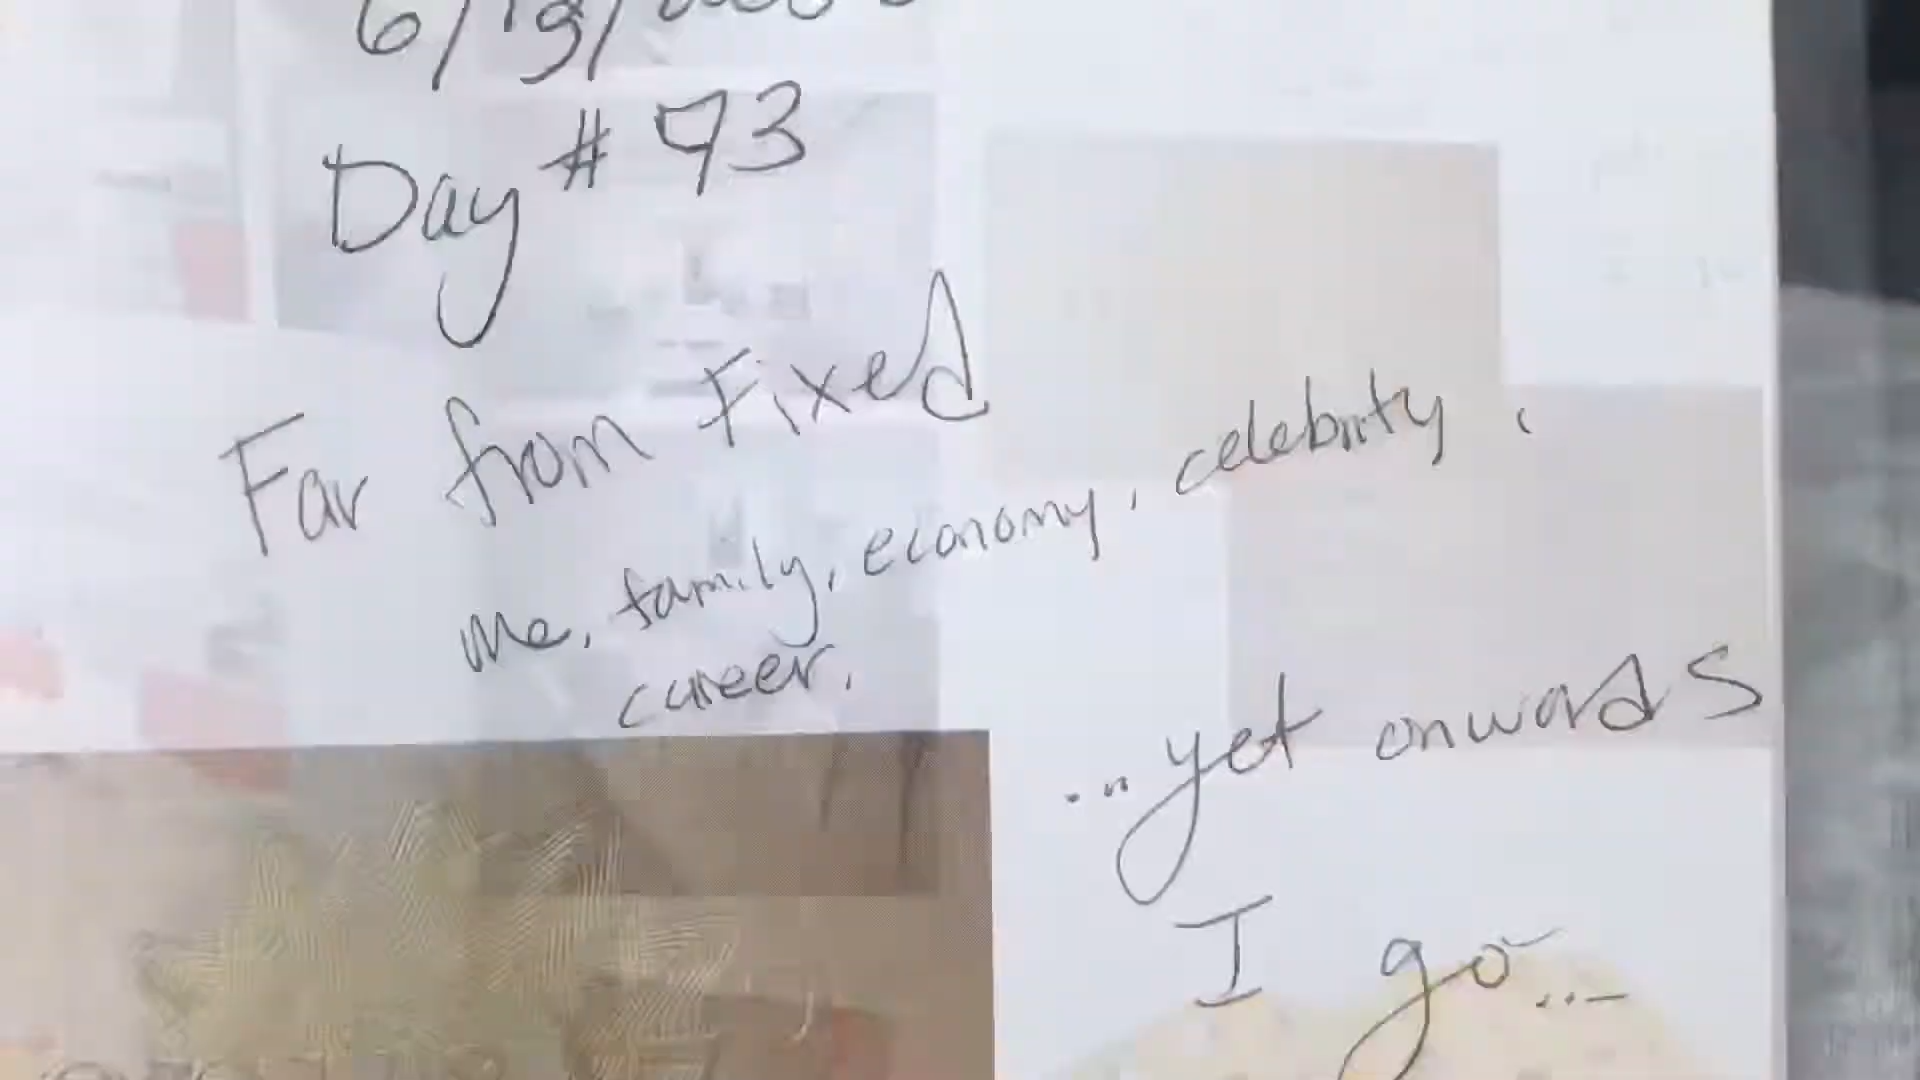 Day # 93
Far from Fixed
Me, family, economy, celebrity,
career.
...yet onwards
I go...